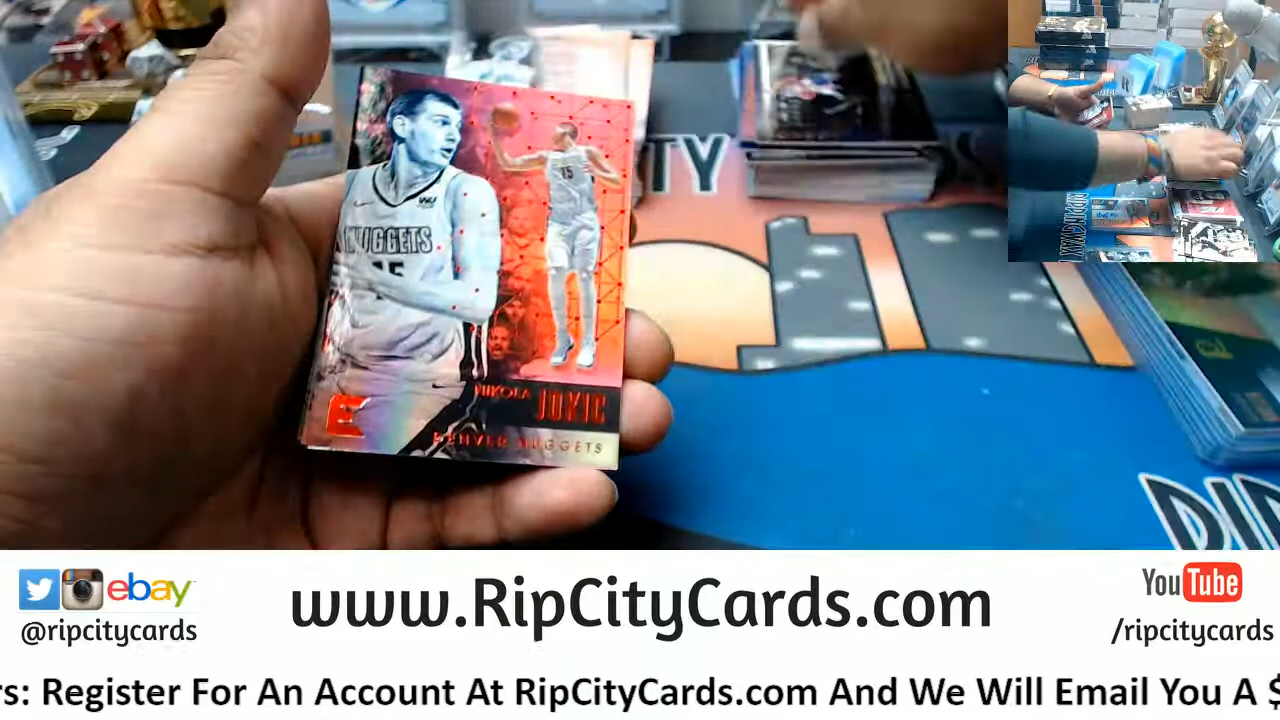 TY
NUGGETS
15
15
NIKOLA JOKIC
DENVER NUGGETS
E
ebay
@ripcitycards
www.RipCityCards.com
YouTube
/ripcitycards
rs: Register For An Account At RipCityCards.com And We Will Email You A $